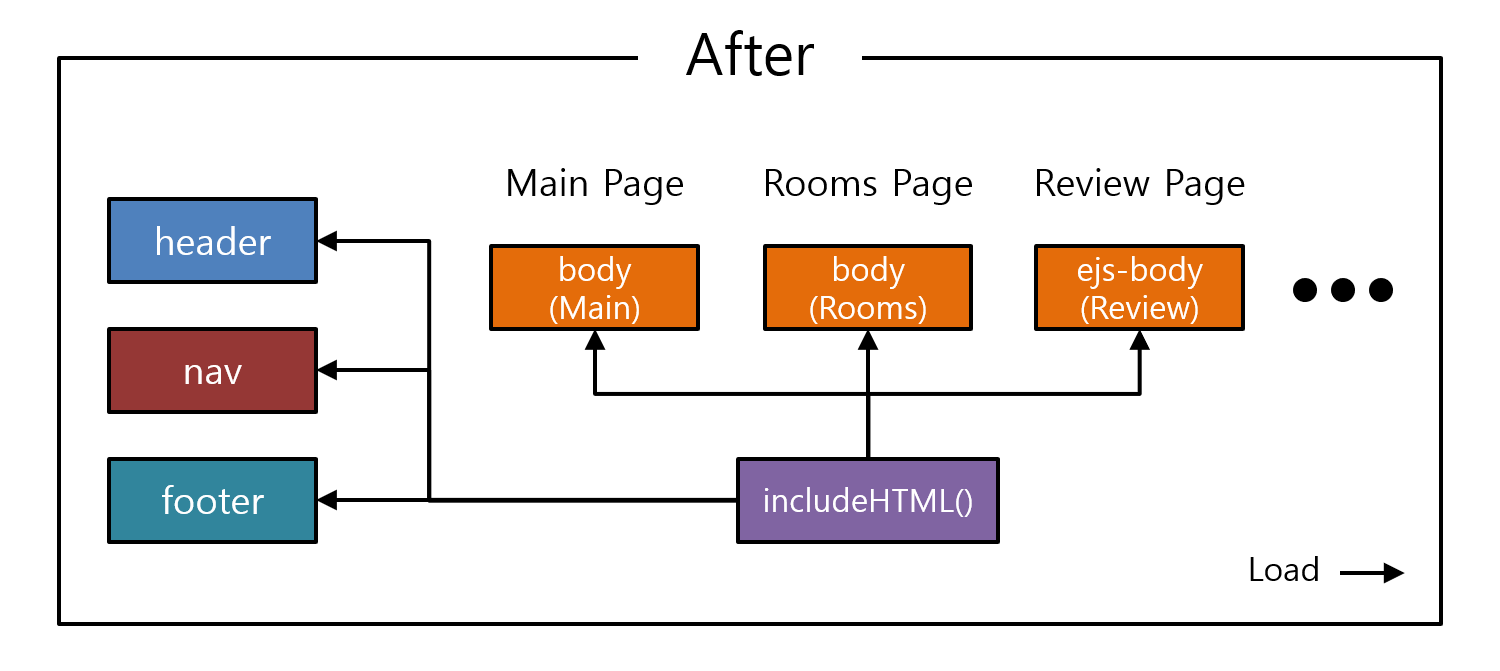 After
Main Page
Rooms Page
Review Page
header
body
(Main)
body
(Rooms)
ejs-body
(Review)
nav
footer
includeHTML()
Load